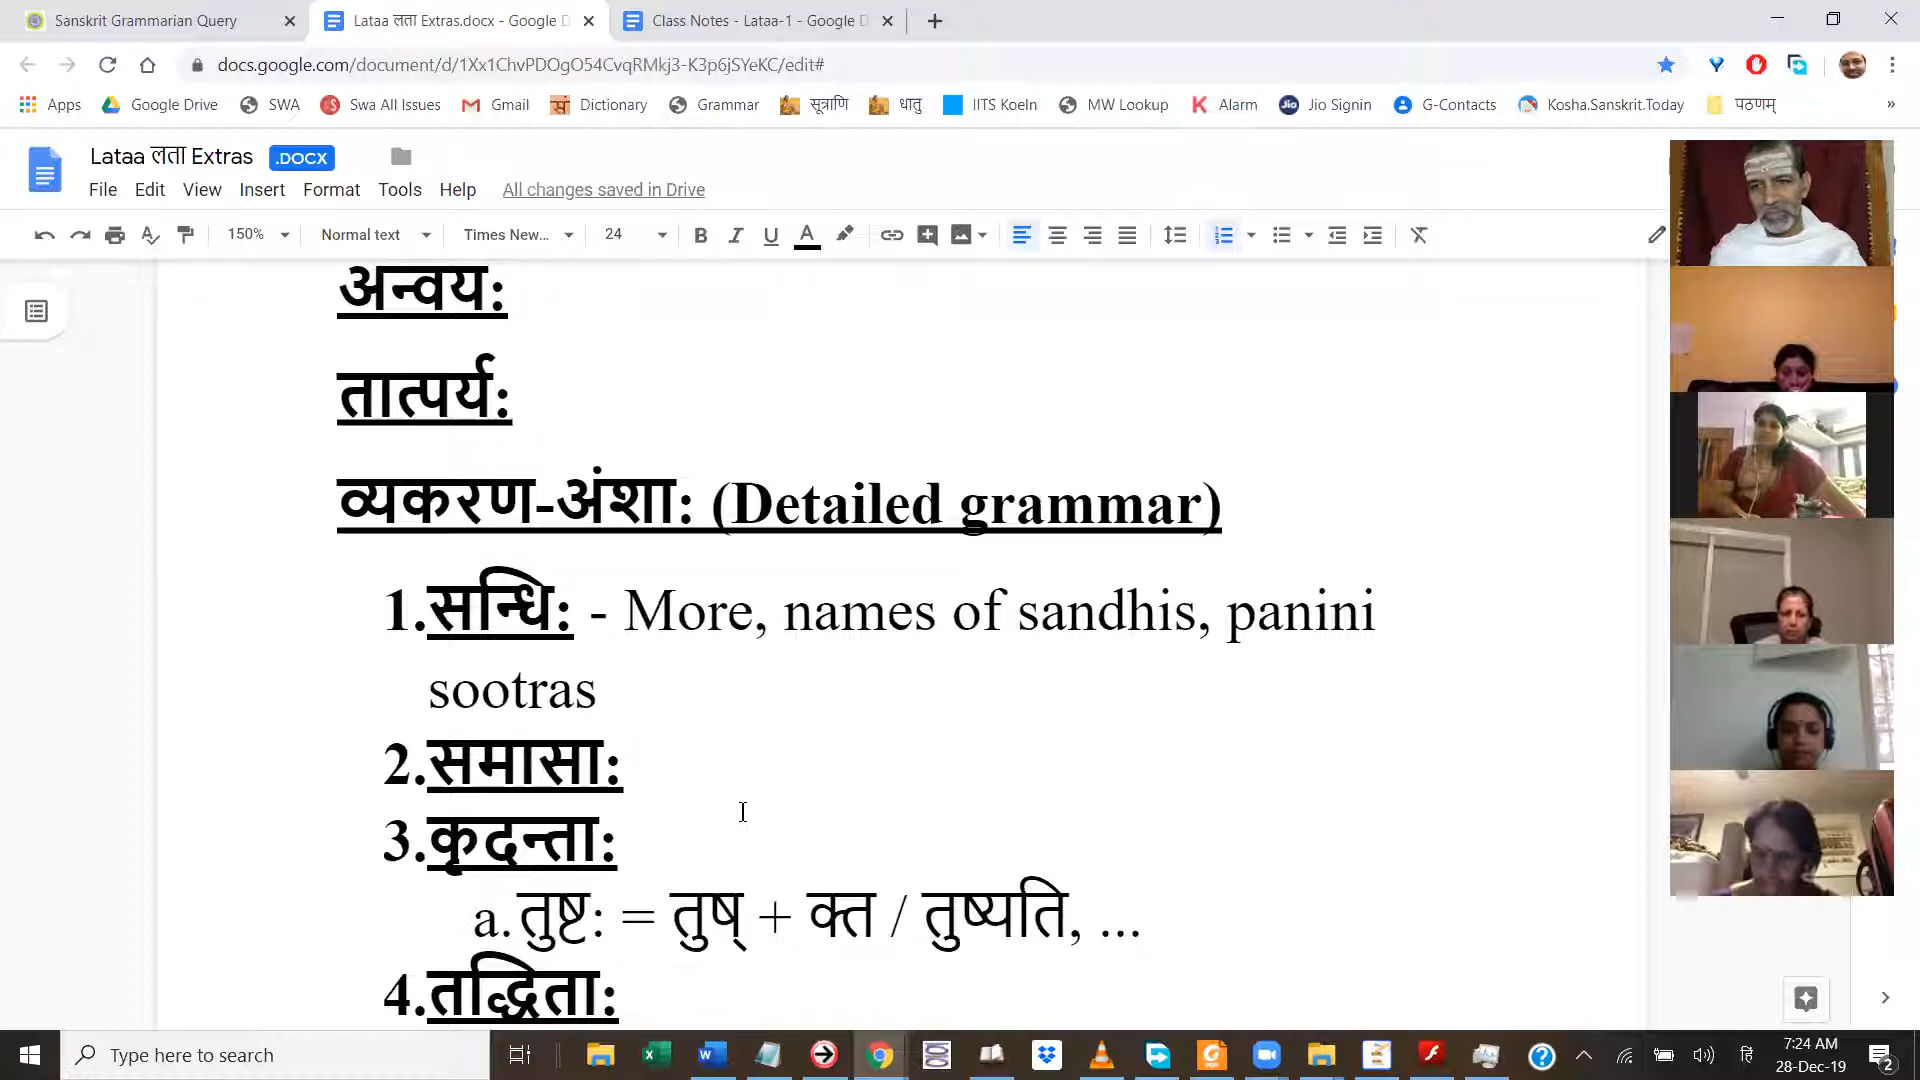 Sanskrit Grammarian Query
Lataa लता Extras.docx - Google D
Class Notes - Lataa-1 - Google D
docs.google.com/document/d/1Xx1ChvPDOgO54CvqRMkj3-K3p6jSYeKC/edit#
Apps Google Drive SWA Swa All Issues Gmail Dictionary Grammar सूत्राणि धातु IITS Koeln MW Lookup Alarm Jio Signin G-Contacts Kosha.Sanskrit.Today पठणम् »
Lataa लता Extras .DOCX
File Edit View Insert Format Tools Help All changes saved in Drive
150% Normal text Times New... 24 B I U A
अन्वय:
तात्पर्य:
व्यकरण-अंशा: (Detailed grammar)
1.सन्धि: - More, names of sandhis, panini
sootras
2.समासा:
3.कृदन्ता:
a. तुष्ट: = तुष् + क्त / तुष्यति, ...
4.तद्धिता:
Type here to search
हि
7:24 AM
28-Dec-19
2